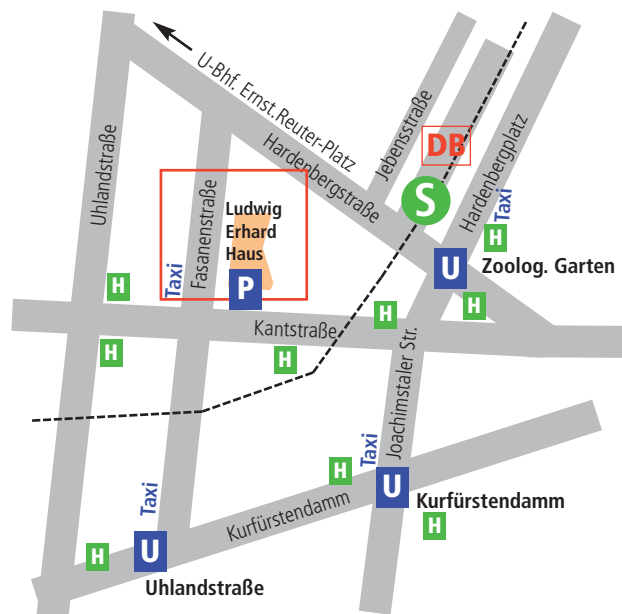 U-Bhf. Ernst.Reuter-Platz
Hardenbergstraße
Jebensstraße
DB
Hardenbergplatz
Taxi
S
H
U
Zoolog. Garten
H
Uhlandstraße
Fasanenstraße
Taxi
Ludwig
Erhard
Haus
P
H
H
Kantstraße
H
H
Joachimstaler Str.
Taxi
H
U
Kurfürstendamm
H
Taxi
Kurfürstendamm
H
U
Uhlandstraße